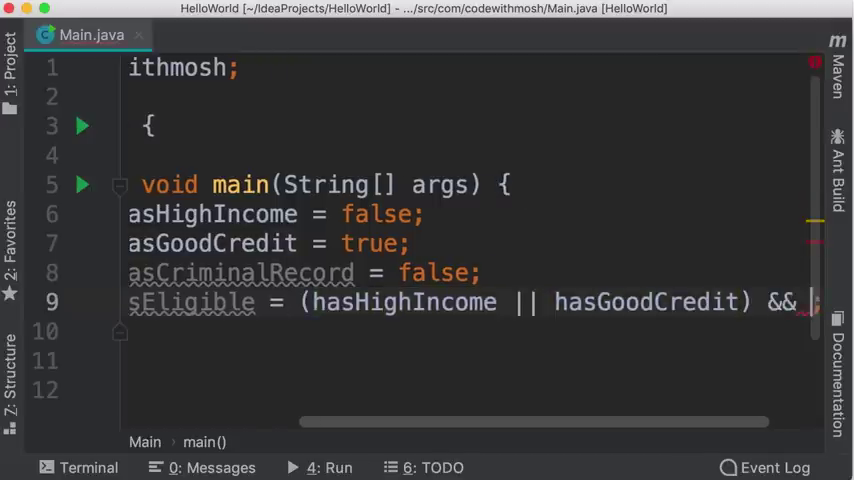 HelloWorld [~/IdeaProjects/HelloWorld] - .../src/com/codewithmosh/Main.java [HelloWorld]
Main.java
1: Project
2: Favorites
Z: Structure
1 ithmosh;
2
3 {
4
5 void main(String[] args) {
6 asHighIncome = false;
7 asGoodCredit = true;
8 asCriminalRecord = false;
9 sEligible = (hasHighIncome || hasGoodCredit) && ;
10
11
12
Main main()
Terminal 0: Messages 4: Run 6: TODO Event Log
m
Maven
Ant Build
Documentation